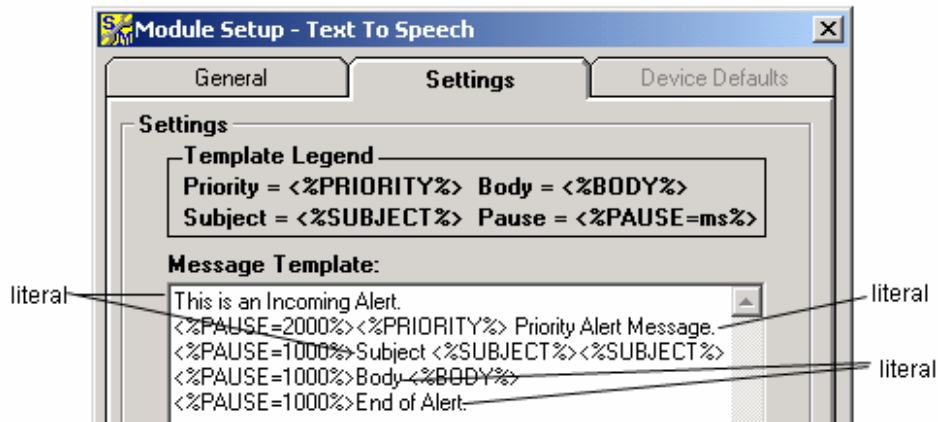 Module Setup - Text To Speech
General Settings Device Defaults
Settings
Template Legend
Priority = <%PRIORITY%> Body = <%BODY%>
Subject = <%SUBJECT%> Pause = <%PAUSE=ms%>
Message Template:
literal
This is an Incoming Alert.
literal
<%PAUSE=2000%><%PRIORITY%> Priority Alert Message.
<%PAUSE=1000%>Subject <%SUBJECT%><%SUBJECT%>
<%PAUSE=1000%>Body <%BODY%>
literal
<%PAUSE=1000%>End of Alert.